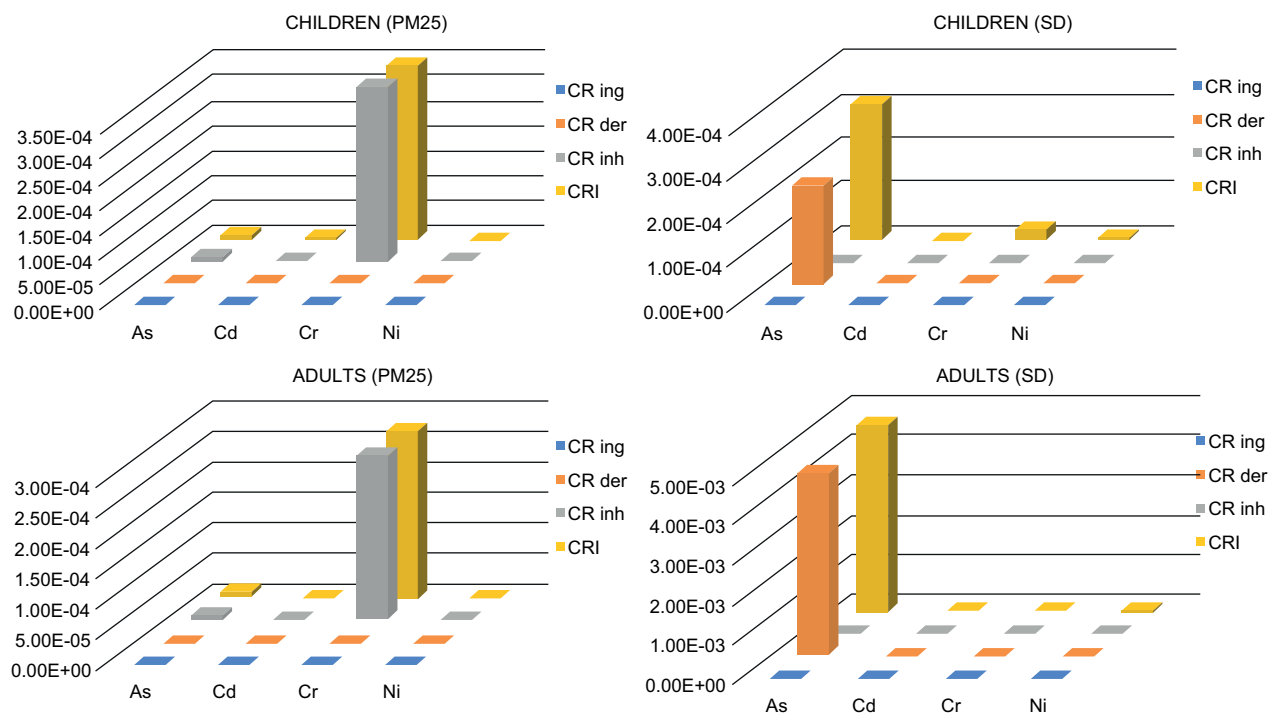 CHILDREN (PM25)
3.50E-04
3.00E-04
2.50E-04
2.00E-04
1.50E-04
1.00E-04
5.00E-05
0.00E+00
As Cd Cr Ni
CR ing
CR der
CR inh
CRI
CHILDREN (SD)
4.00E-04
3.00E-04
2.00E-04
1.00E-04
0.00E+00
As Cd Cr Ni
CR ing
CR der
CR inh
CRI
ADULTS (PM25)
3.00E-04
2.50E-04
2.00E-04
1.50E-04
1.00E-04
5.00E-05
0.00E+00
As Cd Cr Ni
CR ing
CR der
CR inh
CRI
ADULTS (SD)
5.00E-03
4.00E-03
3.00E-03
2.00E-03
1.00E-03
0.00E+00
As Cd Cr Ni
CR ing
CR der
CR inh
CRI